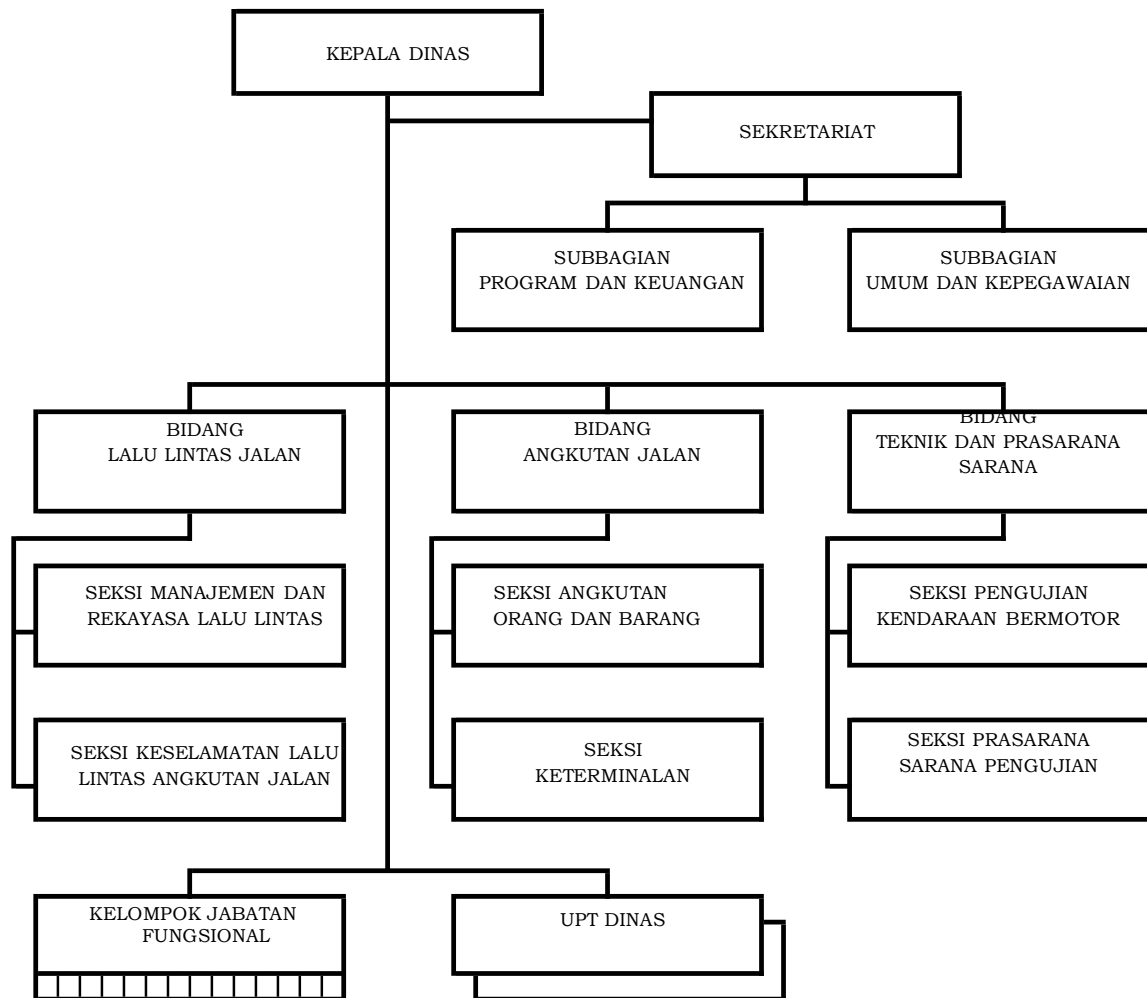 KEPALA DINAS
SEKRETARIAT
SUBBAGIAN
PROGRAM DAN KEUANGAN
SUBBAGIAN
UMUM DAN KEPEGAWAIAN
BIDANG
LALU LINTAS JALAN
BIDANG
ANGKUTAN JALAN
BIDANG
TEKNIK DAN PRASARANA
SARANA
SEKSI MANAJEMEN DAN
REKAYASA LALU LINTAS
SEKSI ANGKUTAN
ORANG DAN BARANG
SEKSI PENGUJIAN
KENDARAAN BERMOTOR
SEKSI KESELAMATAN LALU
LINTAS ANGKUTAN JALAN
SEKSI
KETERMINALAN
SEKSI PRASARANA
SARANA PENGUJIAN
KELOMPOK JABATAN
FUNGSIONAL
UPT DINAS